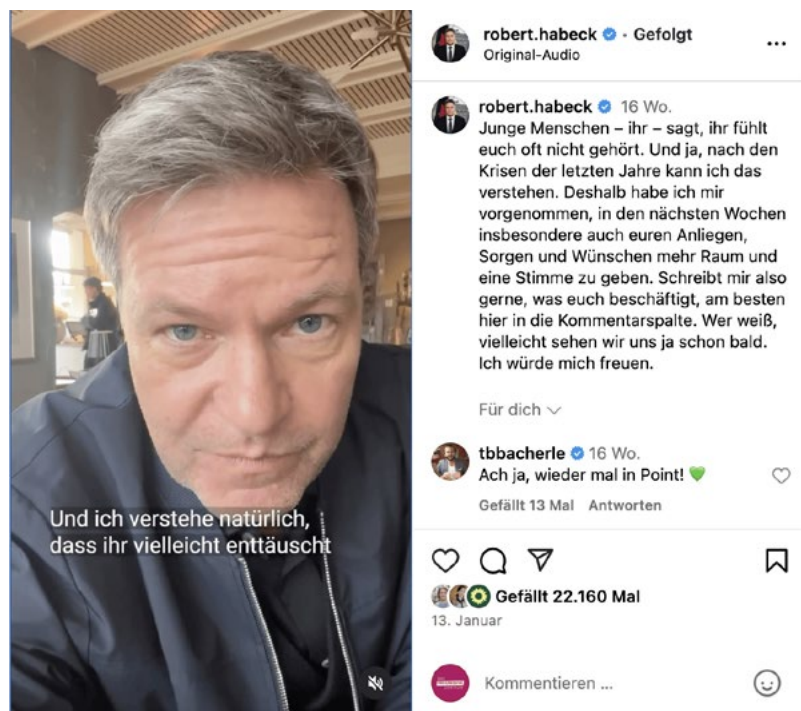 Und ich verstehe natürlich,
dass ihr vielleicht enttäuscht
robert.habeck · Gefolgt
Original-Audio
robert.habeck 16 Wo.
Junge Menschen – ihr – sagt, ihr fühlt
euch oft nicht gehört. Und ja, nach den
Krisen der letzten Jahre kann ich das
verstehen. Deshalb habe ich mir
vorgenommen, in den nächsten Wochen
insbesondere auch euren Anliegen,
Sorgen und Wünschen mehr Raum und
eine Stimme zu geben. Schreibt mir also
gerne, was euch beschäftigt, am besten
hier in die Kommentarspalte. Wer weiß,
vielleicht sehen wir uns ja schon bald.
Ich würde mich freuen.
Für dich
tbbacherle 16 Wo.
Ach ja, wieder mal in Point! 💚
Gefällt 13 Mal Antworten
Gefällt 22.160 Mal
13. Januar
Kommentieren ...